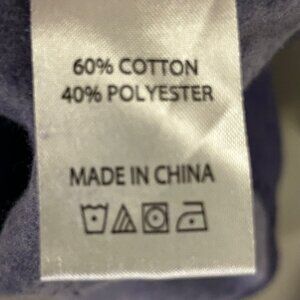 60% COTTON
40% POLYESTER
MADE IN CHINA